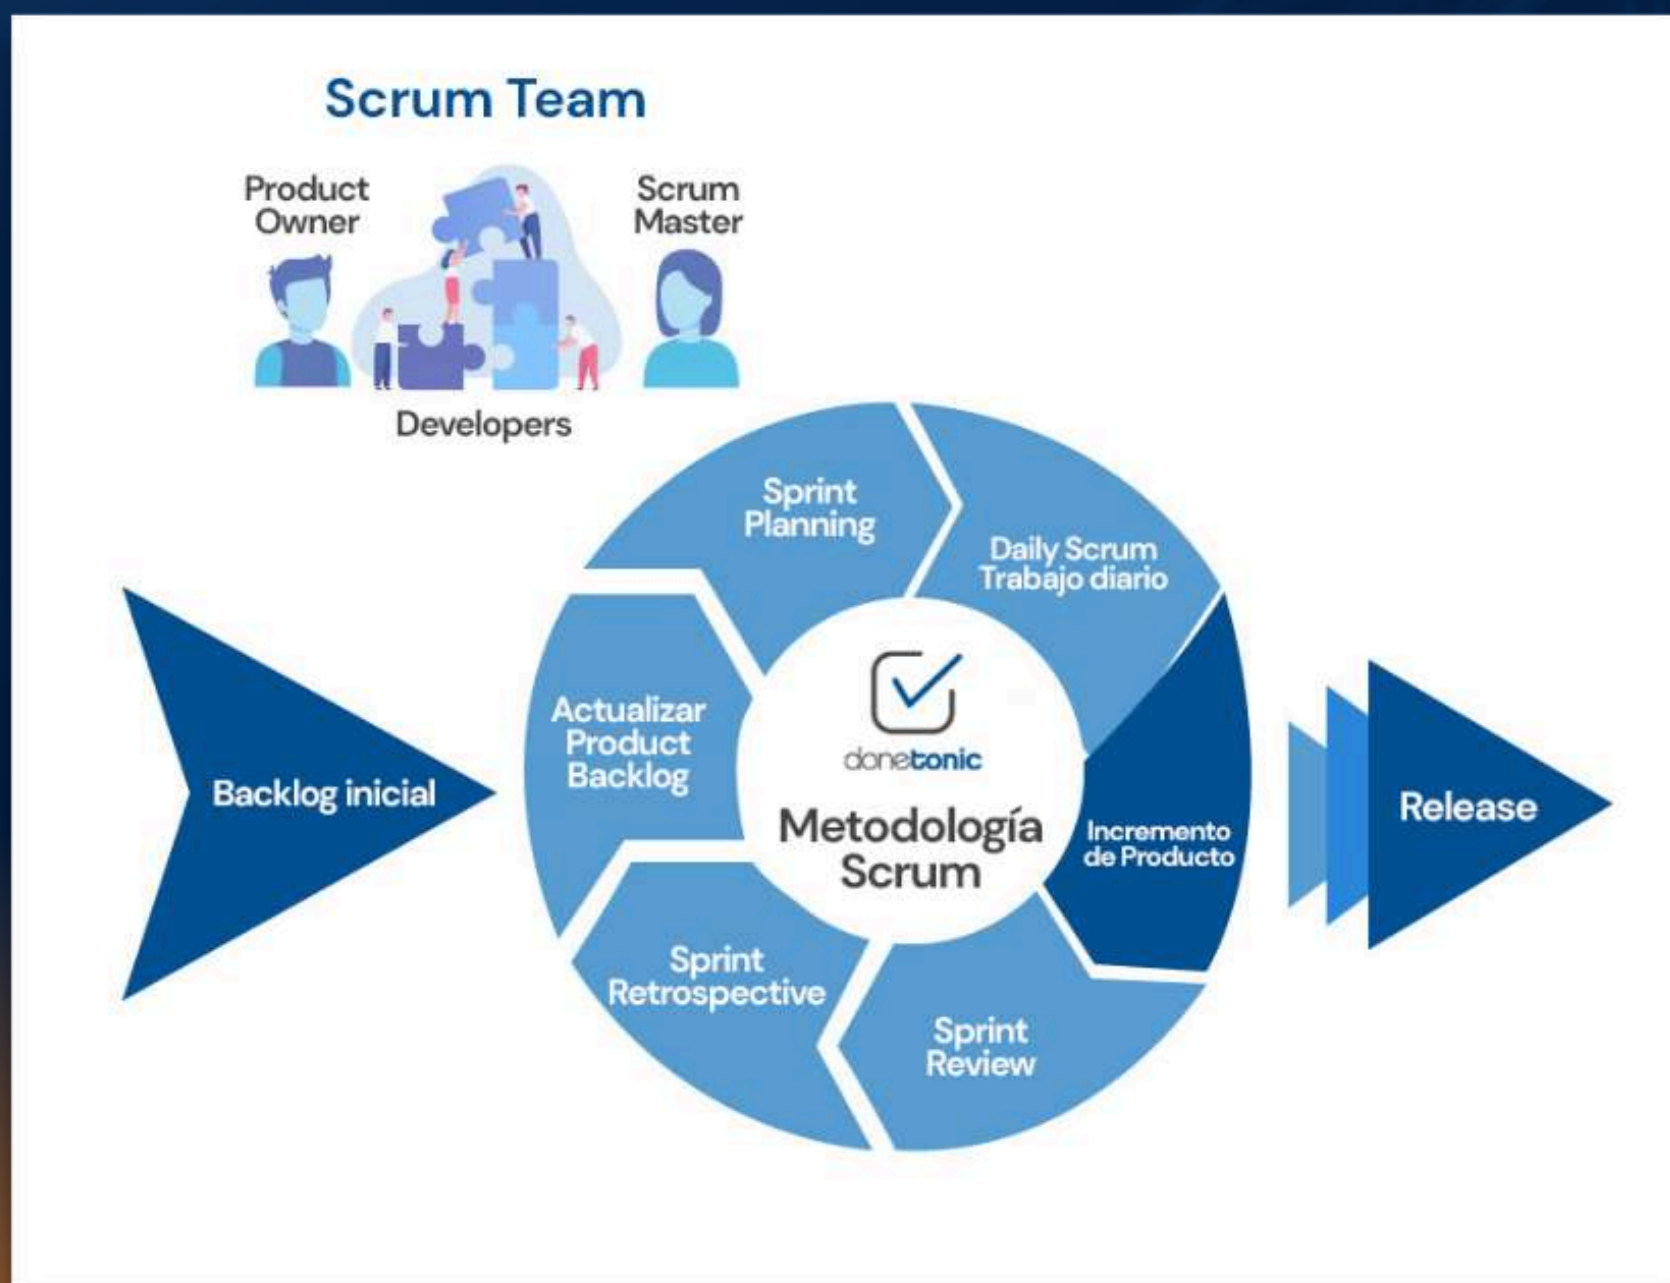 Scrum Team
Product
Owner
Scrum
Master
Developers
Sprint
Planning
Daily Scrum
Trabajo diario
Actualizar
Product
Backlog
Backlog inicial
donetonic
Metodología
Scrum
Incremento
de Producto
Release
Sprint
Retrospective
Sprint
Review